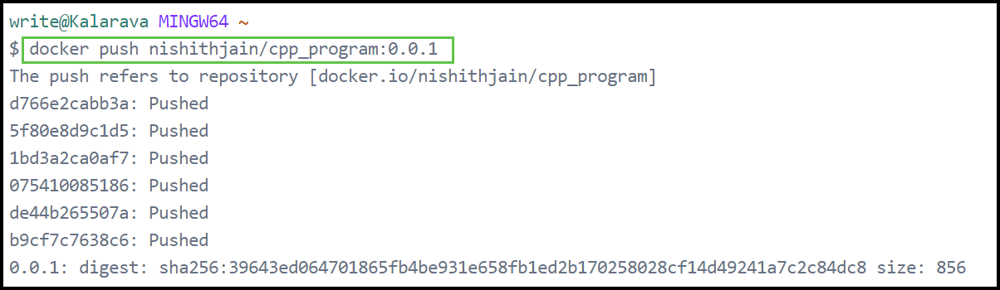 write@Kalarava MINGW64 ~
$ docker push nishithjain/cpp_program:0.0.1
The push refers to repository [docker.io/nishithjain/cpp_program]
d766e2cabb3a: Pushed
5f80e8d9c1d5: Pushed
1bd3a2ca0af7: Pushed
075410085186: Pushed
de44b265507a: Pushed
b9cf7c7638c6: Pushed
0.0.1: digest: sha256:39643ed064701865fb4be931e658fb1ed2b170258028cf14d49241a7c2c84dc8 size: 856